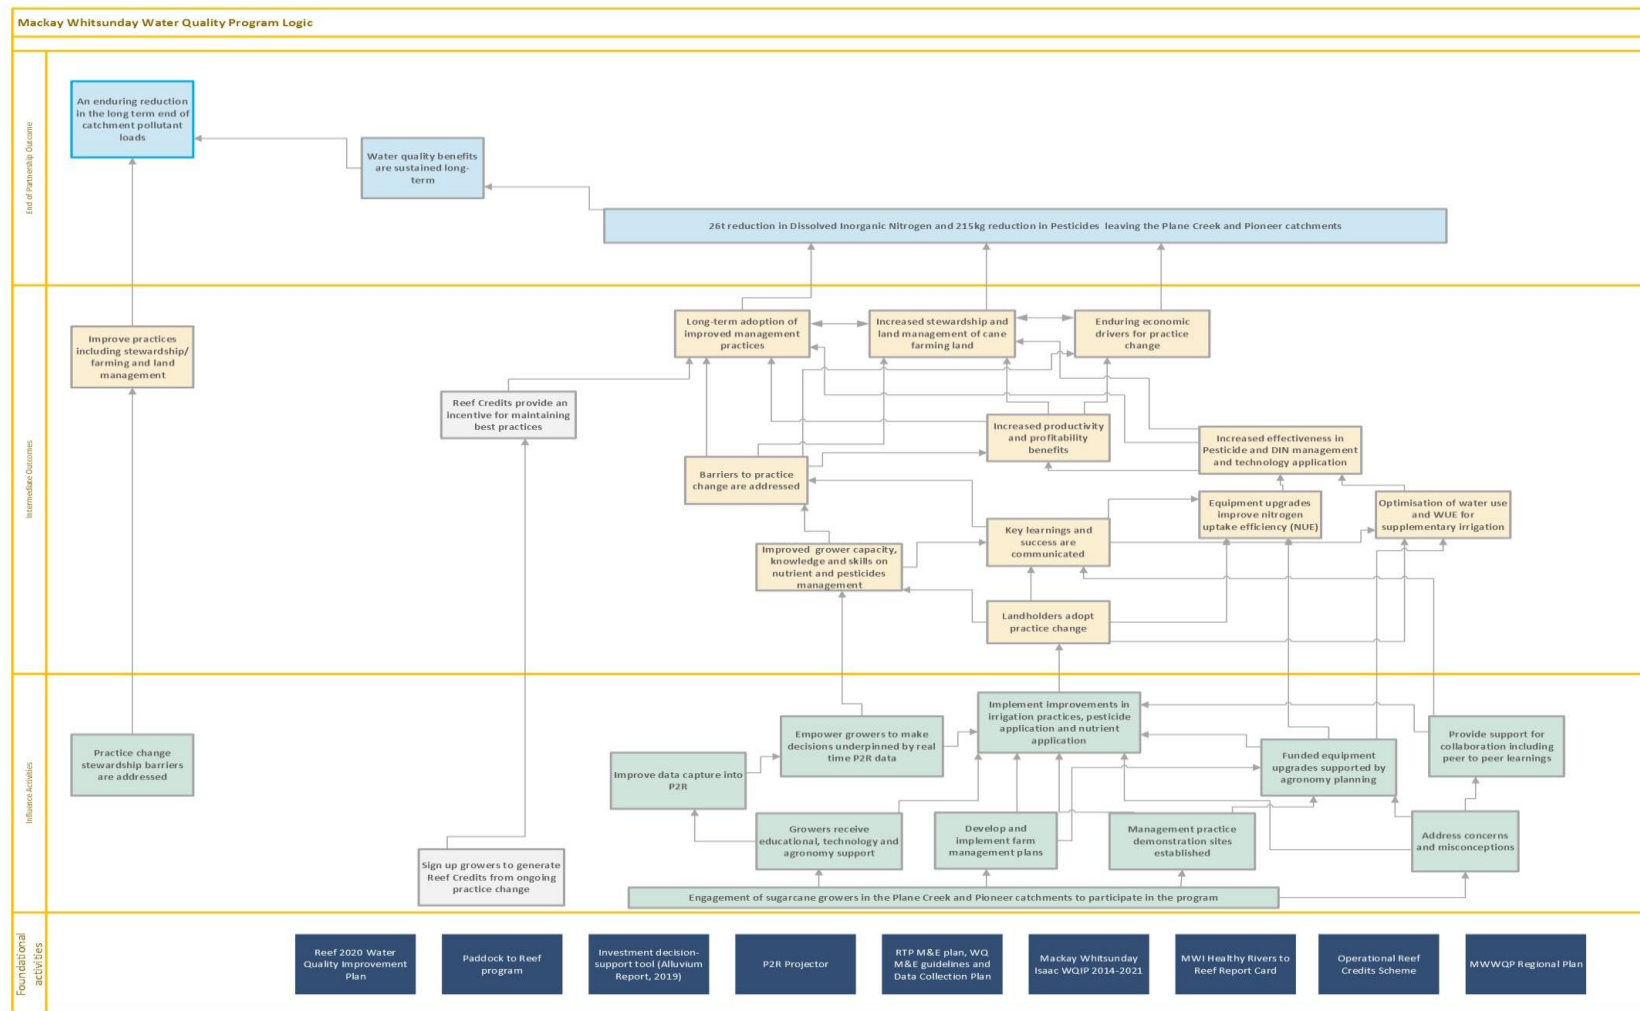 Mackay Whitsunday Water Quality Program Logic
End of Partnership Outcome
An enduring reduction
in the long term end of
catchment pollutant
loads
Water quality benefits
are sustained long-
term
26t reduction in Dissolved Inorganic Nitrogen and 215kg reduction in Pesticides leaving the Plane Creek and Pioneer catchments
Intermediate Outcomes
Improve practices
including stewardship/
farming and land
management
Long-term adoption of
improved management
practices
Increased stewardship and
land management of cane
farming land
Enduring economic
drivers for practice
change
Reef Credits provide an
incentive for maintaining
best practices
Increased productivity
and profitability
benefits
Increased effectiveness in
Pesticide and DIN management
and technology application
Barriers to practice
change are addressed
Equipment upgrades
improve nitrogen
uptake efficiency (NUE)
Optimisation of water use
and WUE for
supplementary irrigation
Key learnings and
success are
communicated
Improved grower capacity,
knowledge and skills on
nutrient and pesticides
management
Landholders adopt
practice change
Influence Activities
Practice change
stewardship barriers
are addressed
Implement improvements in
irrigation practices, pesticide
application and nutrient
application
Empower growers to make
decisions underpinned by real
time P2R data
Provide support for
collaboration including
peer to peer learnings
Funded equipment
upgrades supported by
agronomy planning
Improve data capture into
P2R
Growers receive
educational, technology and
agronomy support
Develop and
implement farm
management plans
Management practice
demonstration sites
established
Address concerns
and misconceptions
Sign up growers to generate
Reef Credits from ongoing
practice change
Engagement of sugarcane growers in the Plane Creek and Pioneer catchments to participate in the program
Foundational
activities
Reef 2020 Water
Quality Improvement
Plan
Paddock to Reef
program
Investment decision-
support tool (Alluvium
Report, 2019)
P2R Projector
RTP M&E plan, WQ
M&E guidelines and
Data Collection Plan
Mackay Whitsunday
Isaac WQIP 2014-2021
MWI Healthy Rivers to
Reef Report Card
Operational Reef
Credits Scheme
MWWQP Regional Plan